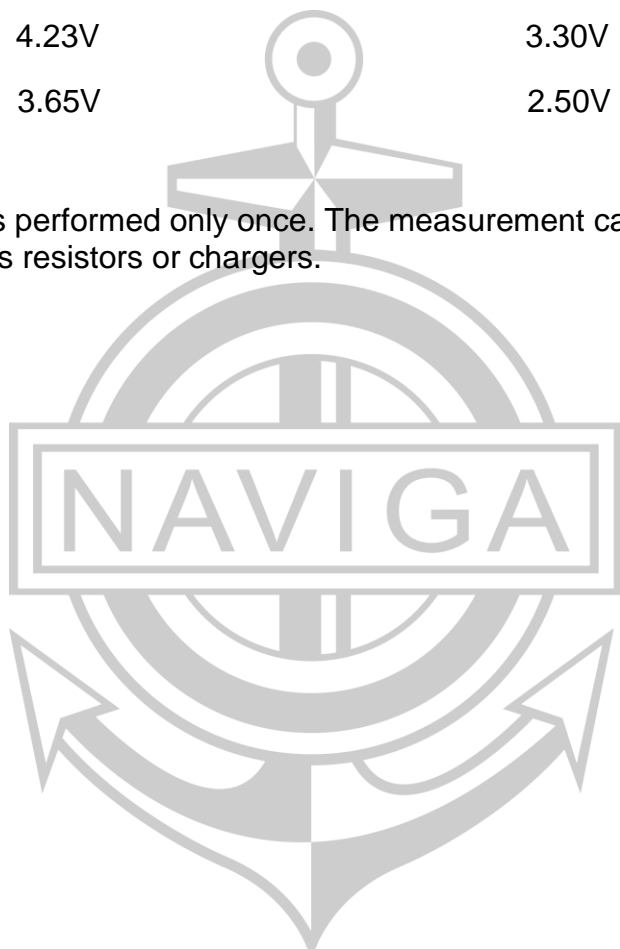 4.23V 3.30V
3.65V 2.50V
s performed only once. The measurement ca
s resistors or chargers.
NAVIGA